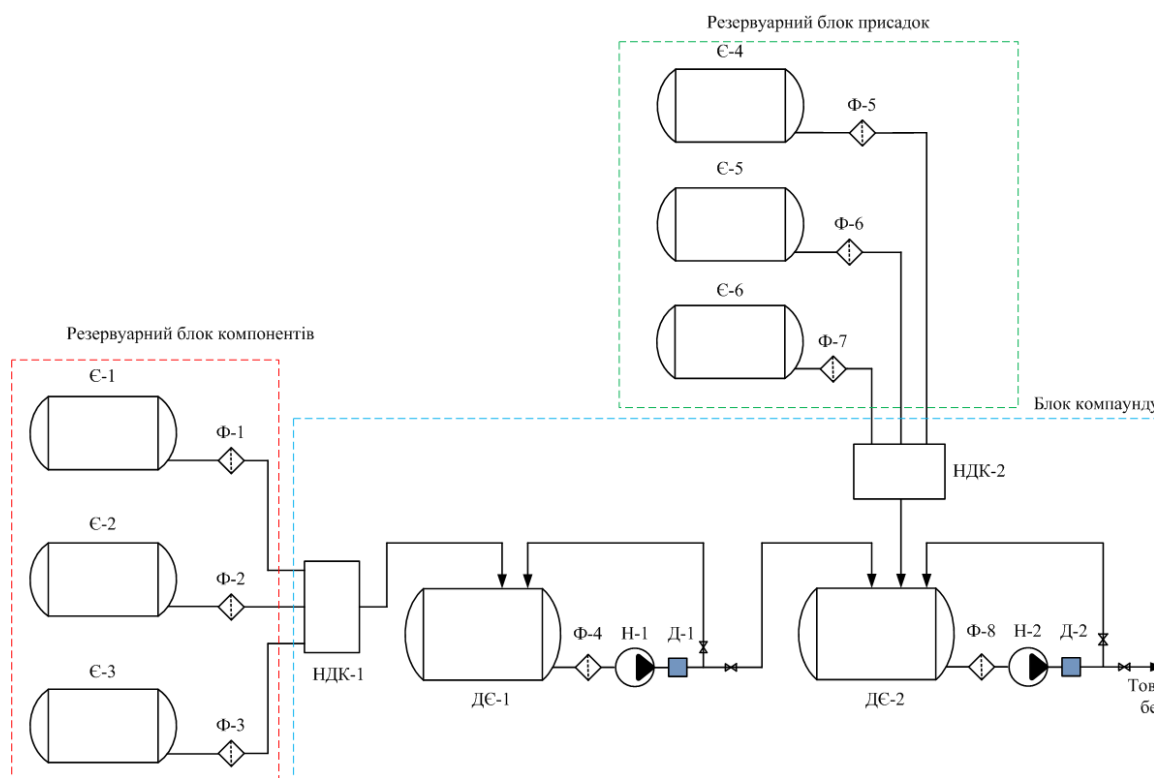 Резервуарний блок присадок
Є-4
Ф-5
Є-5
Ф-6
Є-6
Ф-7
Резервуарний блок компонентів
Є-1
Ф-1
Є-2
Ф-2
Є-3
Ф-3
НДК-1
Блок компаунду
НДК-2
ДЄ-1
Ф-4
Н-1
Д-1
ДЄ-2
Ф-8
Н-2
Д-2
Тов
бе